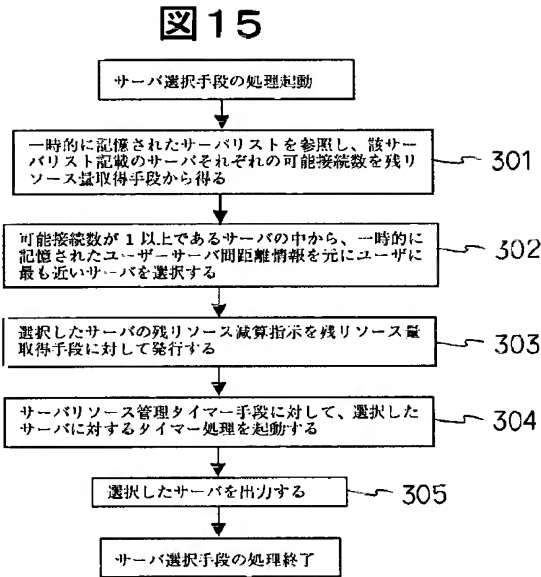 図15
サーバ選択手段の処理起動
一時的に記憶されたサーバリストを参照し、該サー
バリスト記載のサーバそれぞれの可能接続数を残リ
ソース量取得手段から得る
301
可能接続数が1以上であるサーバの中から、一時的に
記憶されたユーザーサーバ間距離情報を元にユーザに
最も近いサーバを選択する
302
選択したサーバの残リソース減算指示を残リソース量
取得手段に対して発行する
303
サーバリソース管理タイマー手段に対して、選択した
サーバに対するタイマー処理を起動する
304
選択したサーバを出力する
305
サーバ選択手段の処理終了